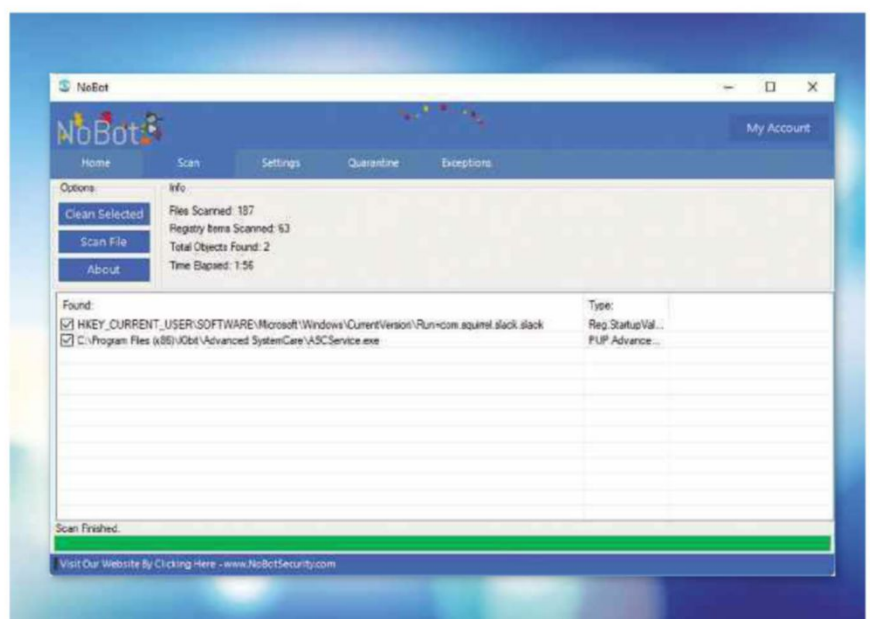 NoBot
NoBot
My Account
Home Scan Settings Quarantine Exceptions
Options
Info
Clean Selected
Scan File
About
Files Scanned: 187
Registry Items Scanned: 63
Total Objects Found: 2
Time Elapsed: 1:56
Found: Type:
HKEY_CURRENT_USER\SOFTWARE\Microsoft\Windows\CurrentVersion\Run=com.squirrel.slack.slack Reg.StartupVal...
C:\Program Files (x86)\IObit\Advanced SystemCare\ASCService.exe PUP Advance...
Scan Finished.
Visit Our Website By Clicking Here - www.NoBotSecurity.com